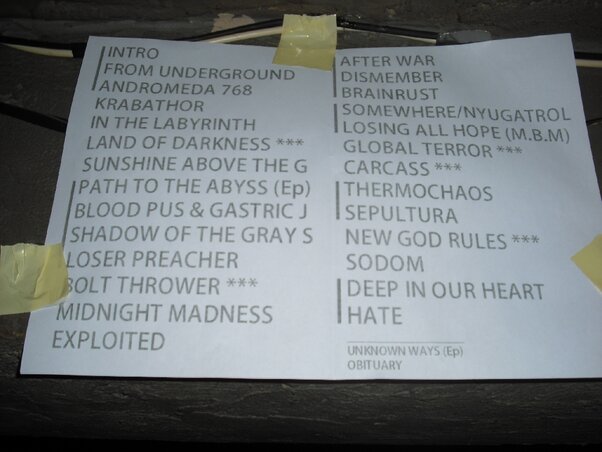 INTRO
FROM UNDERGROUND
ANDROMEDA 768
KRABATHOR
IN THE LABYRINTH
LAND OF DARKNESS ***
SUNSHINE ABOVE THE G
PATH TO THE ABYSS (Ep)
BLOOD PUS & GASTRIC J
SHADOW OF THE GRAY S
LOSER PREACHER
BOLT THROWER ***
MIDNIGHT MADNESS
EXPLOITED
AFTER WAR
DISMEMBER
BRAINRUST
SOMEWHERE/NYUGATROL
LOSING ALL HOPE (M.B.M)
GLOBAL TERROR ***
CARCASS ***
THERMOCHAOS
SEPULTURA
NEW GOD RULES ***
SODOM
DEEP IN OUR HEART
HATE
UNKNOWN WAYS (Ep)
OBITUARY